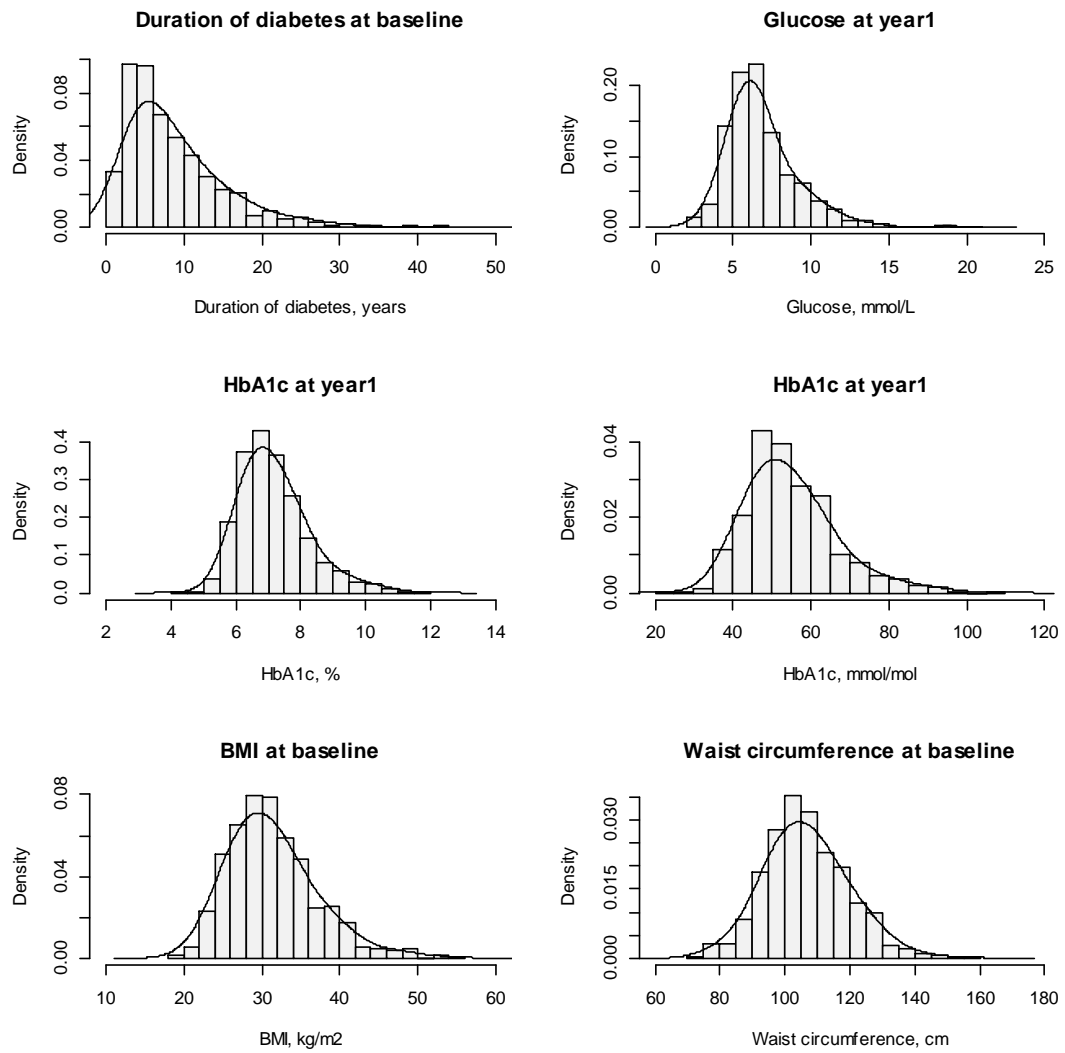 Duration of diabetes at baseline
Density
0.00 0.04 0.08
0 10 20 30 40 50
Duration of diabetes, years
Glucose at year1
Density
0.00 0.10 0.20
0 5 10 15 20 25
Glucose, mmol/L
HbA1c at year1
Density
0.0 0.1 0.2 0.3 0.4
2 4 6 8 10 12 14
HbA1c, %
HbA1c at year1
Density
0.00 0.02 0.04
20 40 60 80 100 120
HbA1c, mmol/mol
BMI at baseline
Density
0.00 0.04 0.08
10 20 30 40 50 60
BMI, kg/m2
Waist circumference at baseline
Density
0.000 0.015 0.030
60 80 100 120 140 160 180
Waist circumference, cm